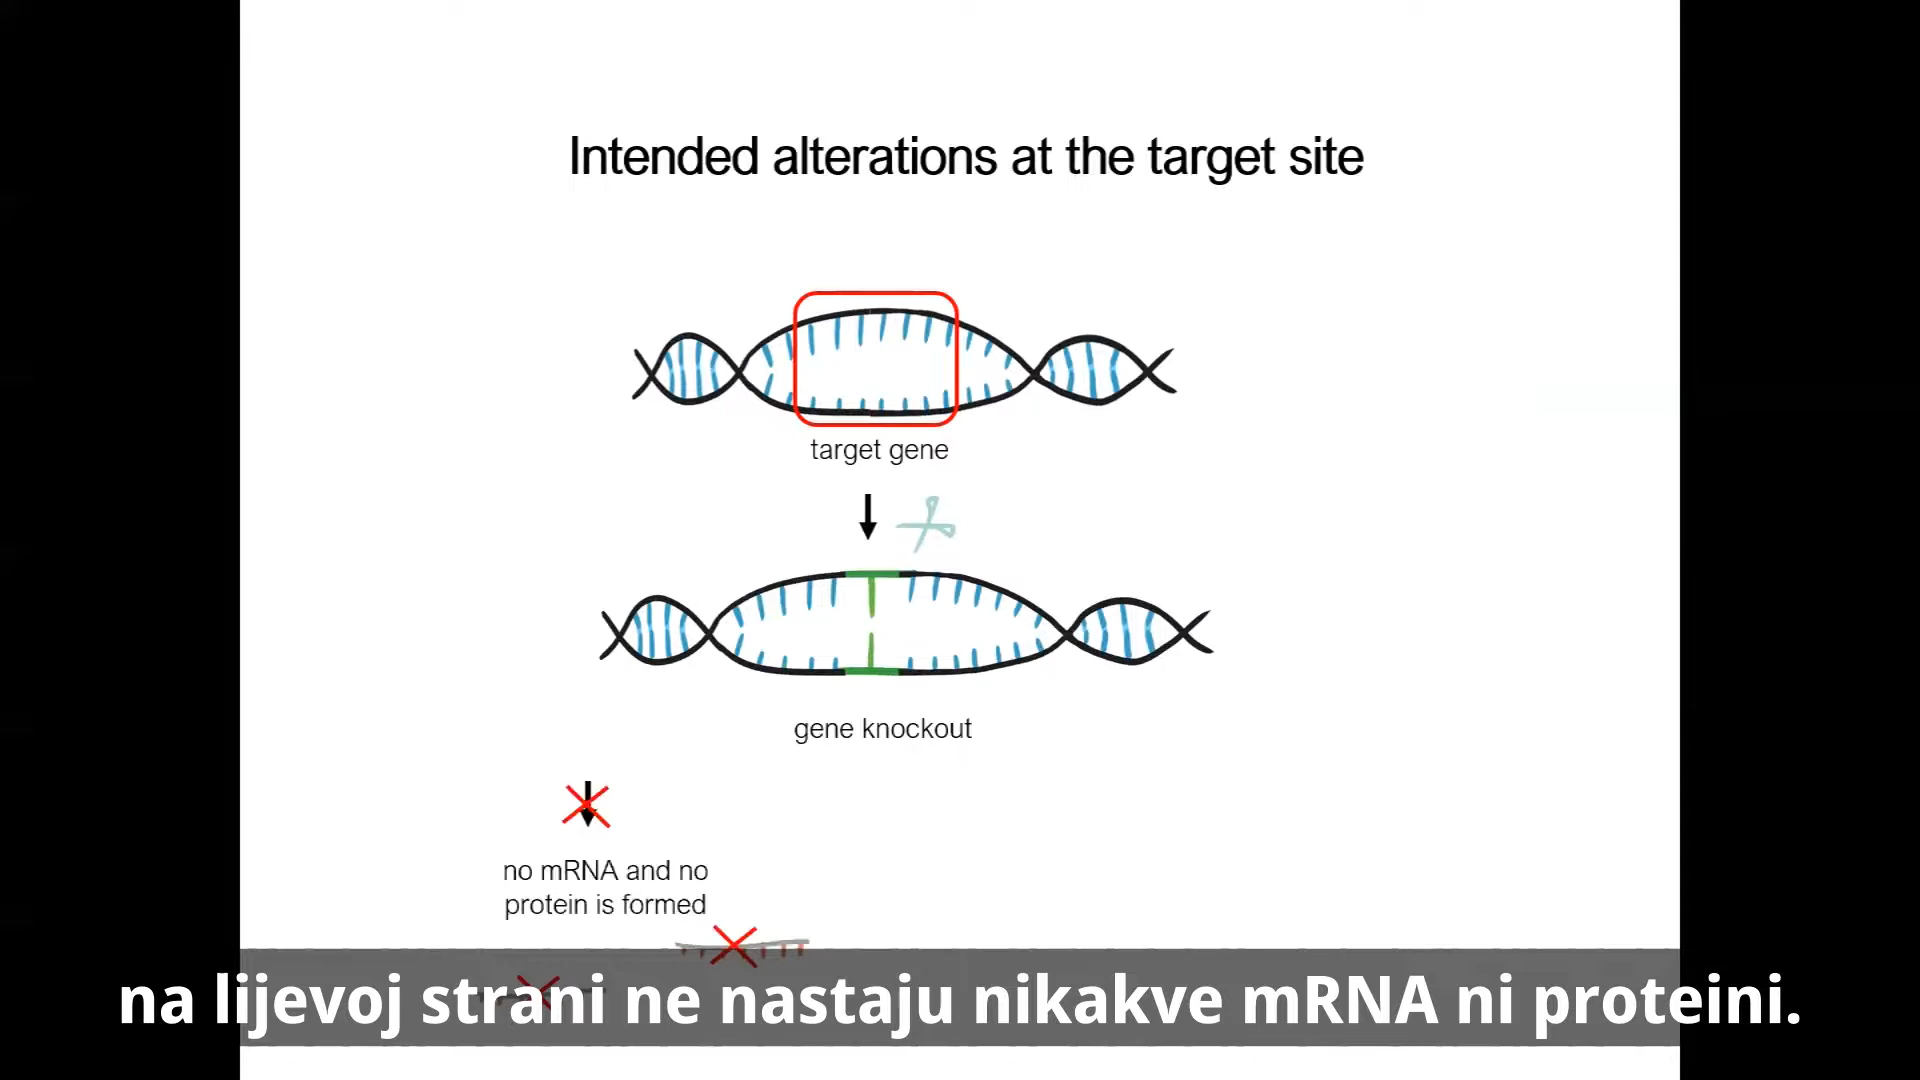 Intended alterations at the target site
target gene
gene knockout
no mRNA and no
protein is formed
na lijevoj strani ne nastaju nikakve mRNA ni proteini.